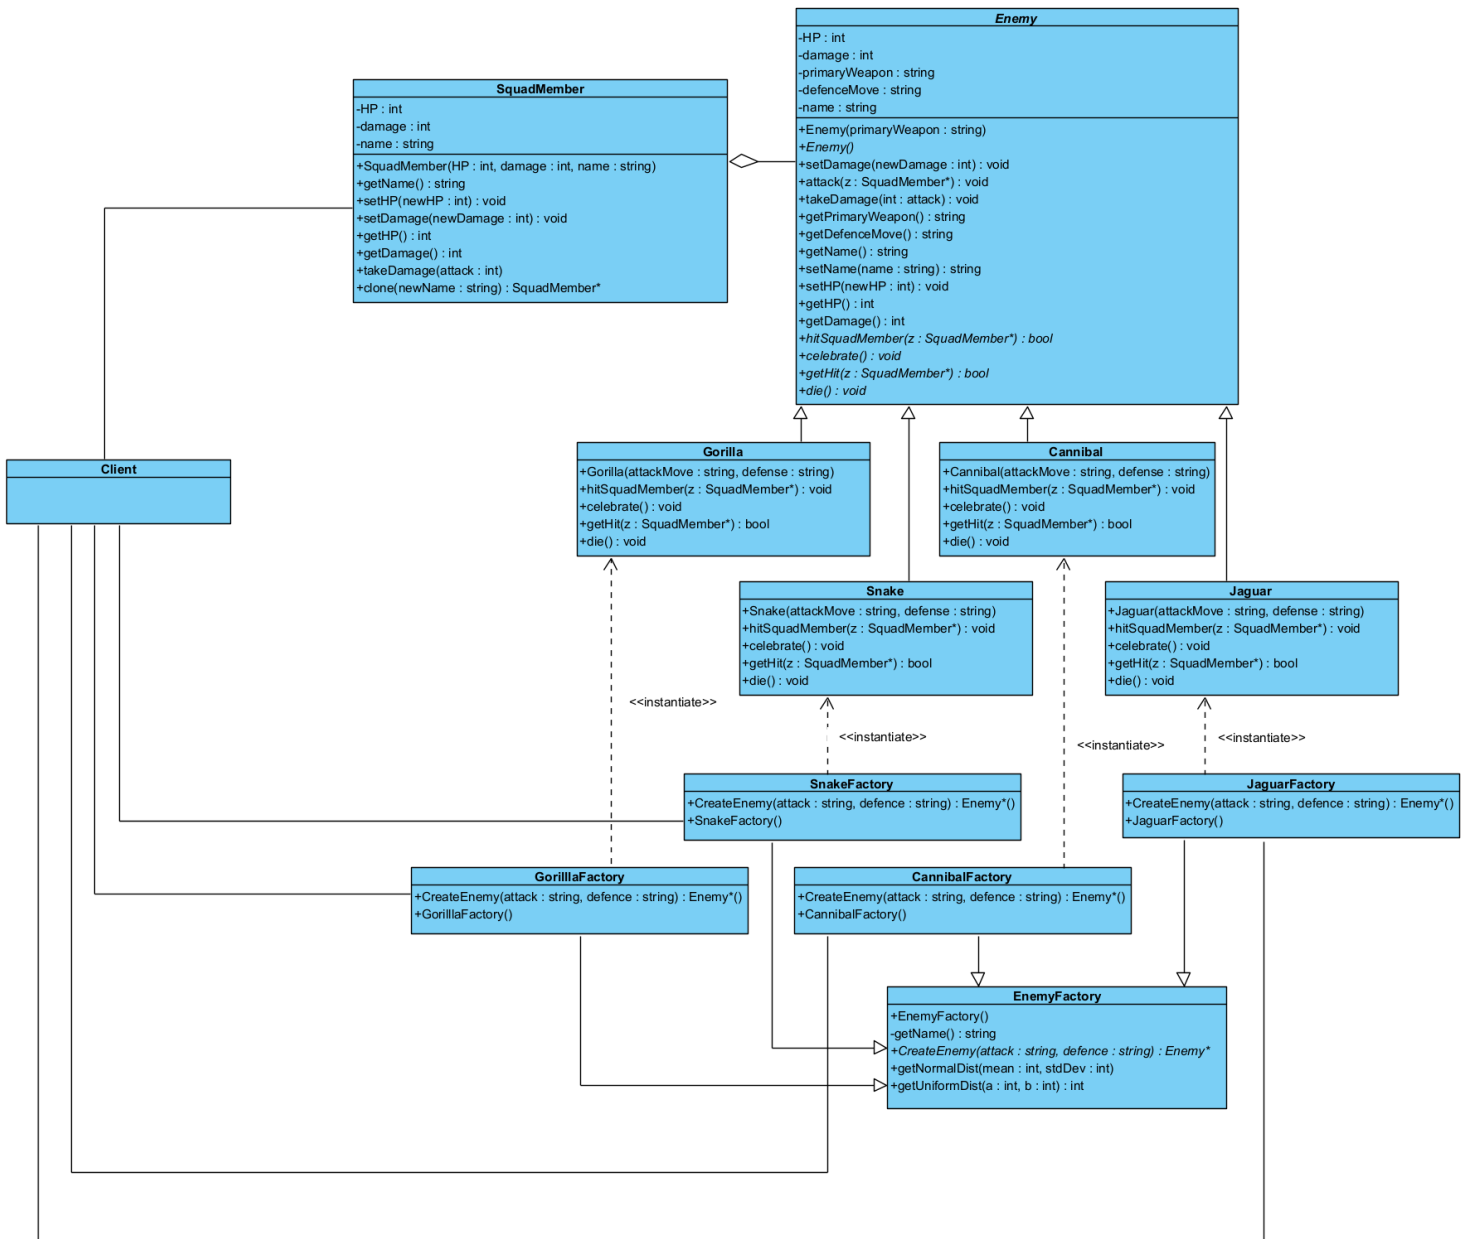 Enemy
-HP : int
-damage : int
-primaryWeapon : string
-defenceMove : string
-name : string
+Enemy(primaryWeapon : string)
+Enemy()
+setDamage(newDamage : int) : void
+attack(z : SquadMember*) : void
+takeDamage(int : attack) : void
+getPrimaryWeapon() : string
+getDefenceMove() : string
+getName() : string
+setName(name : string) : string
+setHP(newHP : int) : void
+getHP() : int
+getDamage() : int
+hitSquadMember(z : SquadMember*) : bool
+celebrate() : void
+getHit(z : SquadMember*) : bool
+die() : void
SquadMember
-HP : int
-damage : int
-name : string
+SquadMember(HP : int, damage : int, name : string)
+getName() : string
+setHP(newHP : int) : void
+setDamage(newDamage : int) : void
+getHP() : int
+getDamage() : int
+takeDamage(attack : int)
+clone(newName : string) : SquadMember*
Client
Gorilla
+Gorilla(attackMove : string, defense : string)
+hitSquadMember(z : SquadMember*) : void
+celebrate() : void
+getHit(z : SquadMember*) : bool
+die() : void
Cannibal
+Cannibal(attackMove : string, defense : string)
+hitSquadMember(z : SquadMember*) : void
+celebrate() : void
+getHit(z : SquadMember*) : bool
+die() : void
Snake
+Snake(attackMove : string, defense : string)
+hitSquadMember(z : SquadMember*) : void
+celebrate() : void
+getHit(z : SquadMember*) : bool
+die() : void
Jaguar
+Jaguar(attackMove : string, defense : string)
+hitSquadMember(z : SquadMember*) : void
+celebrate() : void
+getHit(z : SquadMember*) : bool
+die() : void
<<instantiate>>
<<instantiate>>
<<instantiate>>
<<instantiate>>
SnakeFactory
+CreateEnemy(attack : string, defence : string) : Enemy*()
+SnakeFactory()
JaguarFactory
+CreateEnemy(attack : string, defence : string) : Enemy*()
+JaguarFactory()
GorilllaFactory
+CreateEnemy(attack : string, defence : string) : Enemy*()
+GorilllaFactory()
CannibalFactory
+CreateEnemy(attack : string, defence : string) : Enemy*()
+CannibalFactory()
EnemyFactory
+EnemyFactory()
-getName() : string
+CreateEnemy(attack : string, defence : string) : Enemy*
+getNormalDist(mean : int, stdDev : int)
+getUniformDist(a : int, b : int) : int